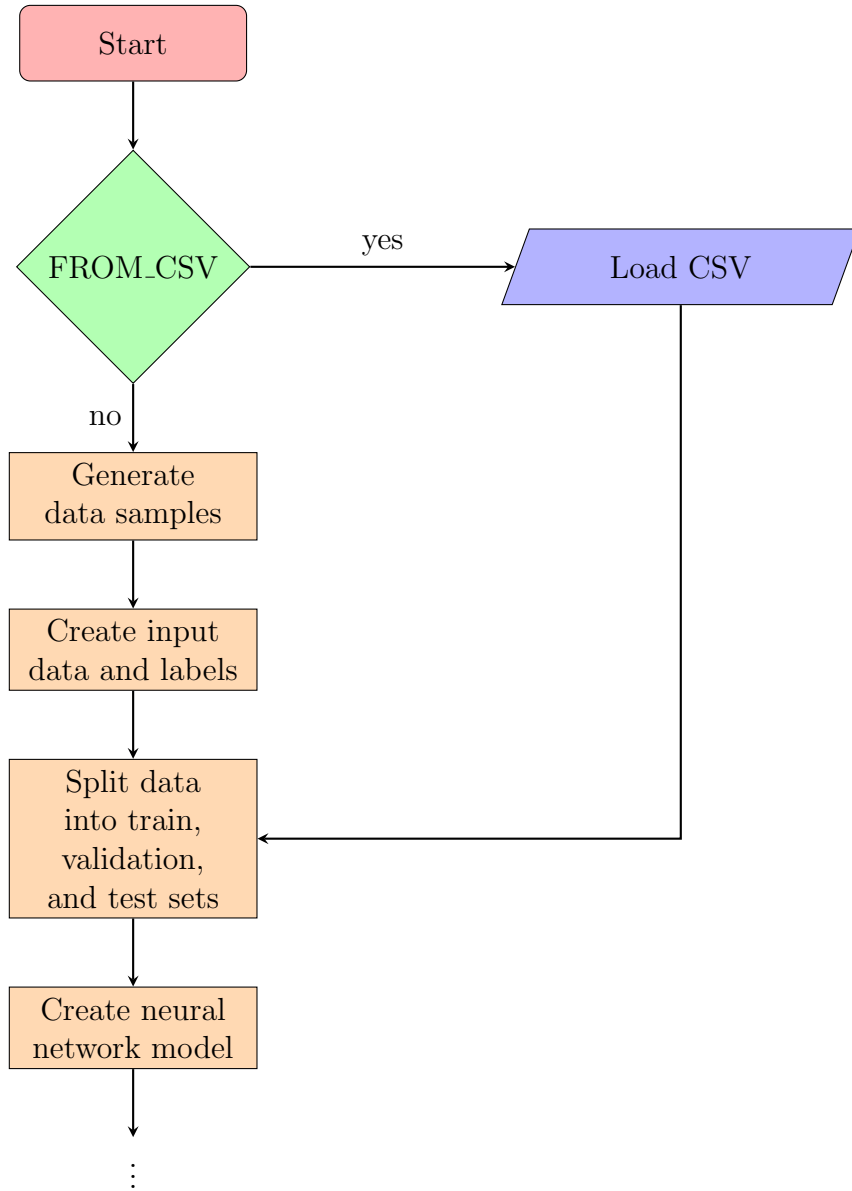 Start
FROM_CSV
yes
Load CSV
no
Generate
data samples
Create input
data and labels
Split data
into train,
validation,
and test sets
Create neural
network model
⋮